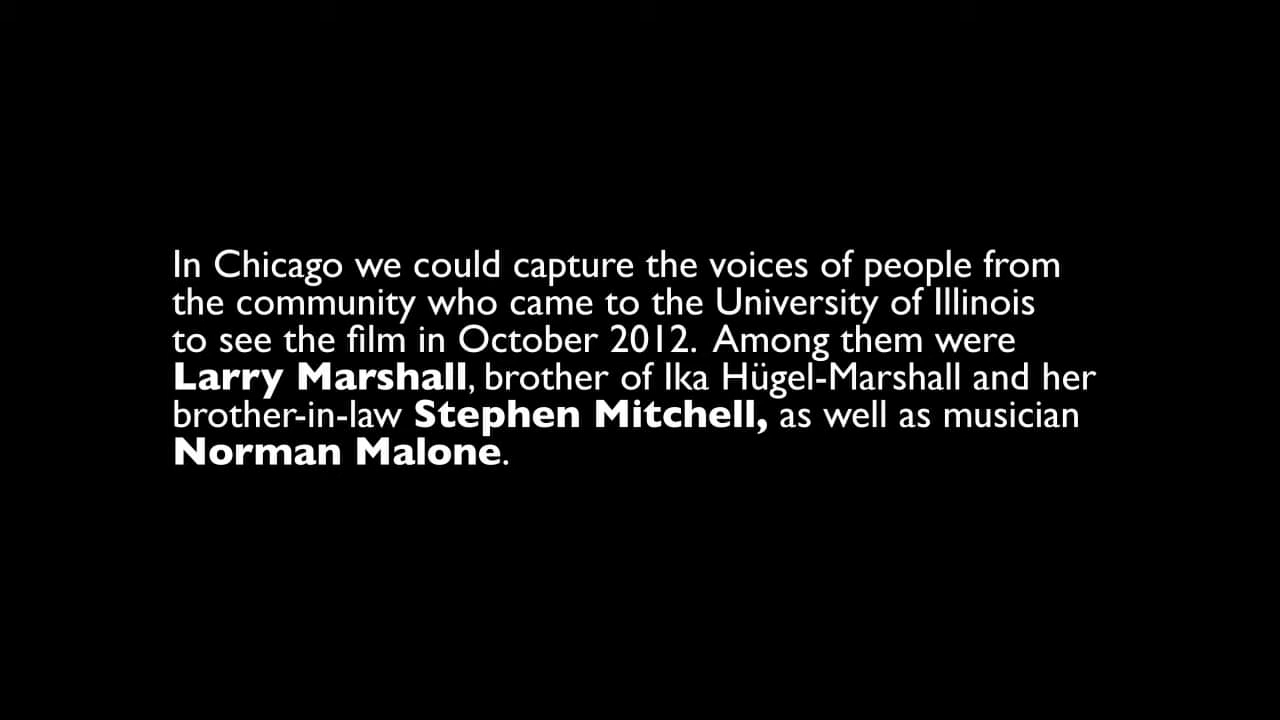 In Chicago we could capture the voices of people from
the community who came to the University of Illinois
to see the film in October 2012. Among them were
Larry Marshall, brother of Ika Hügel-Marshall and her
brother-in-law Stephen Mitchell, as well as musician
Norman Malone.